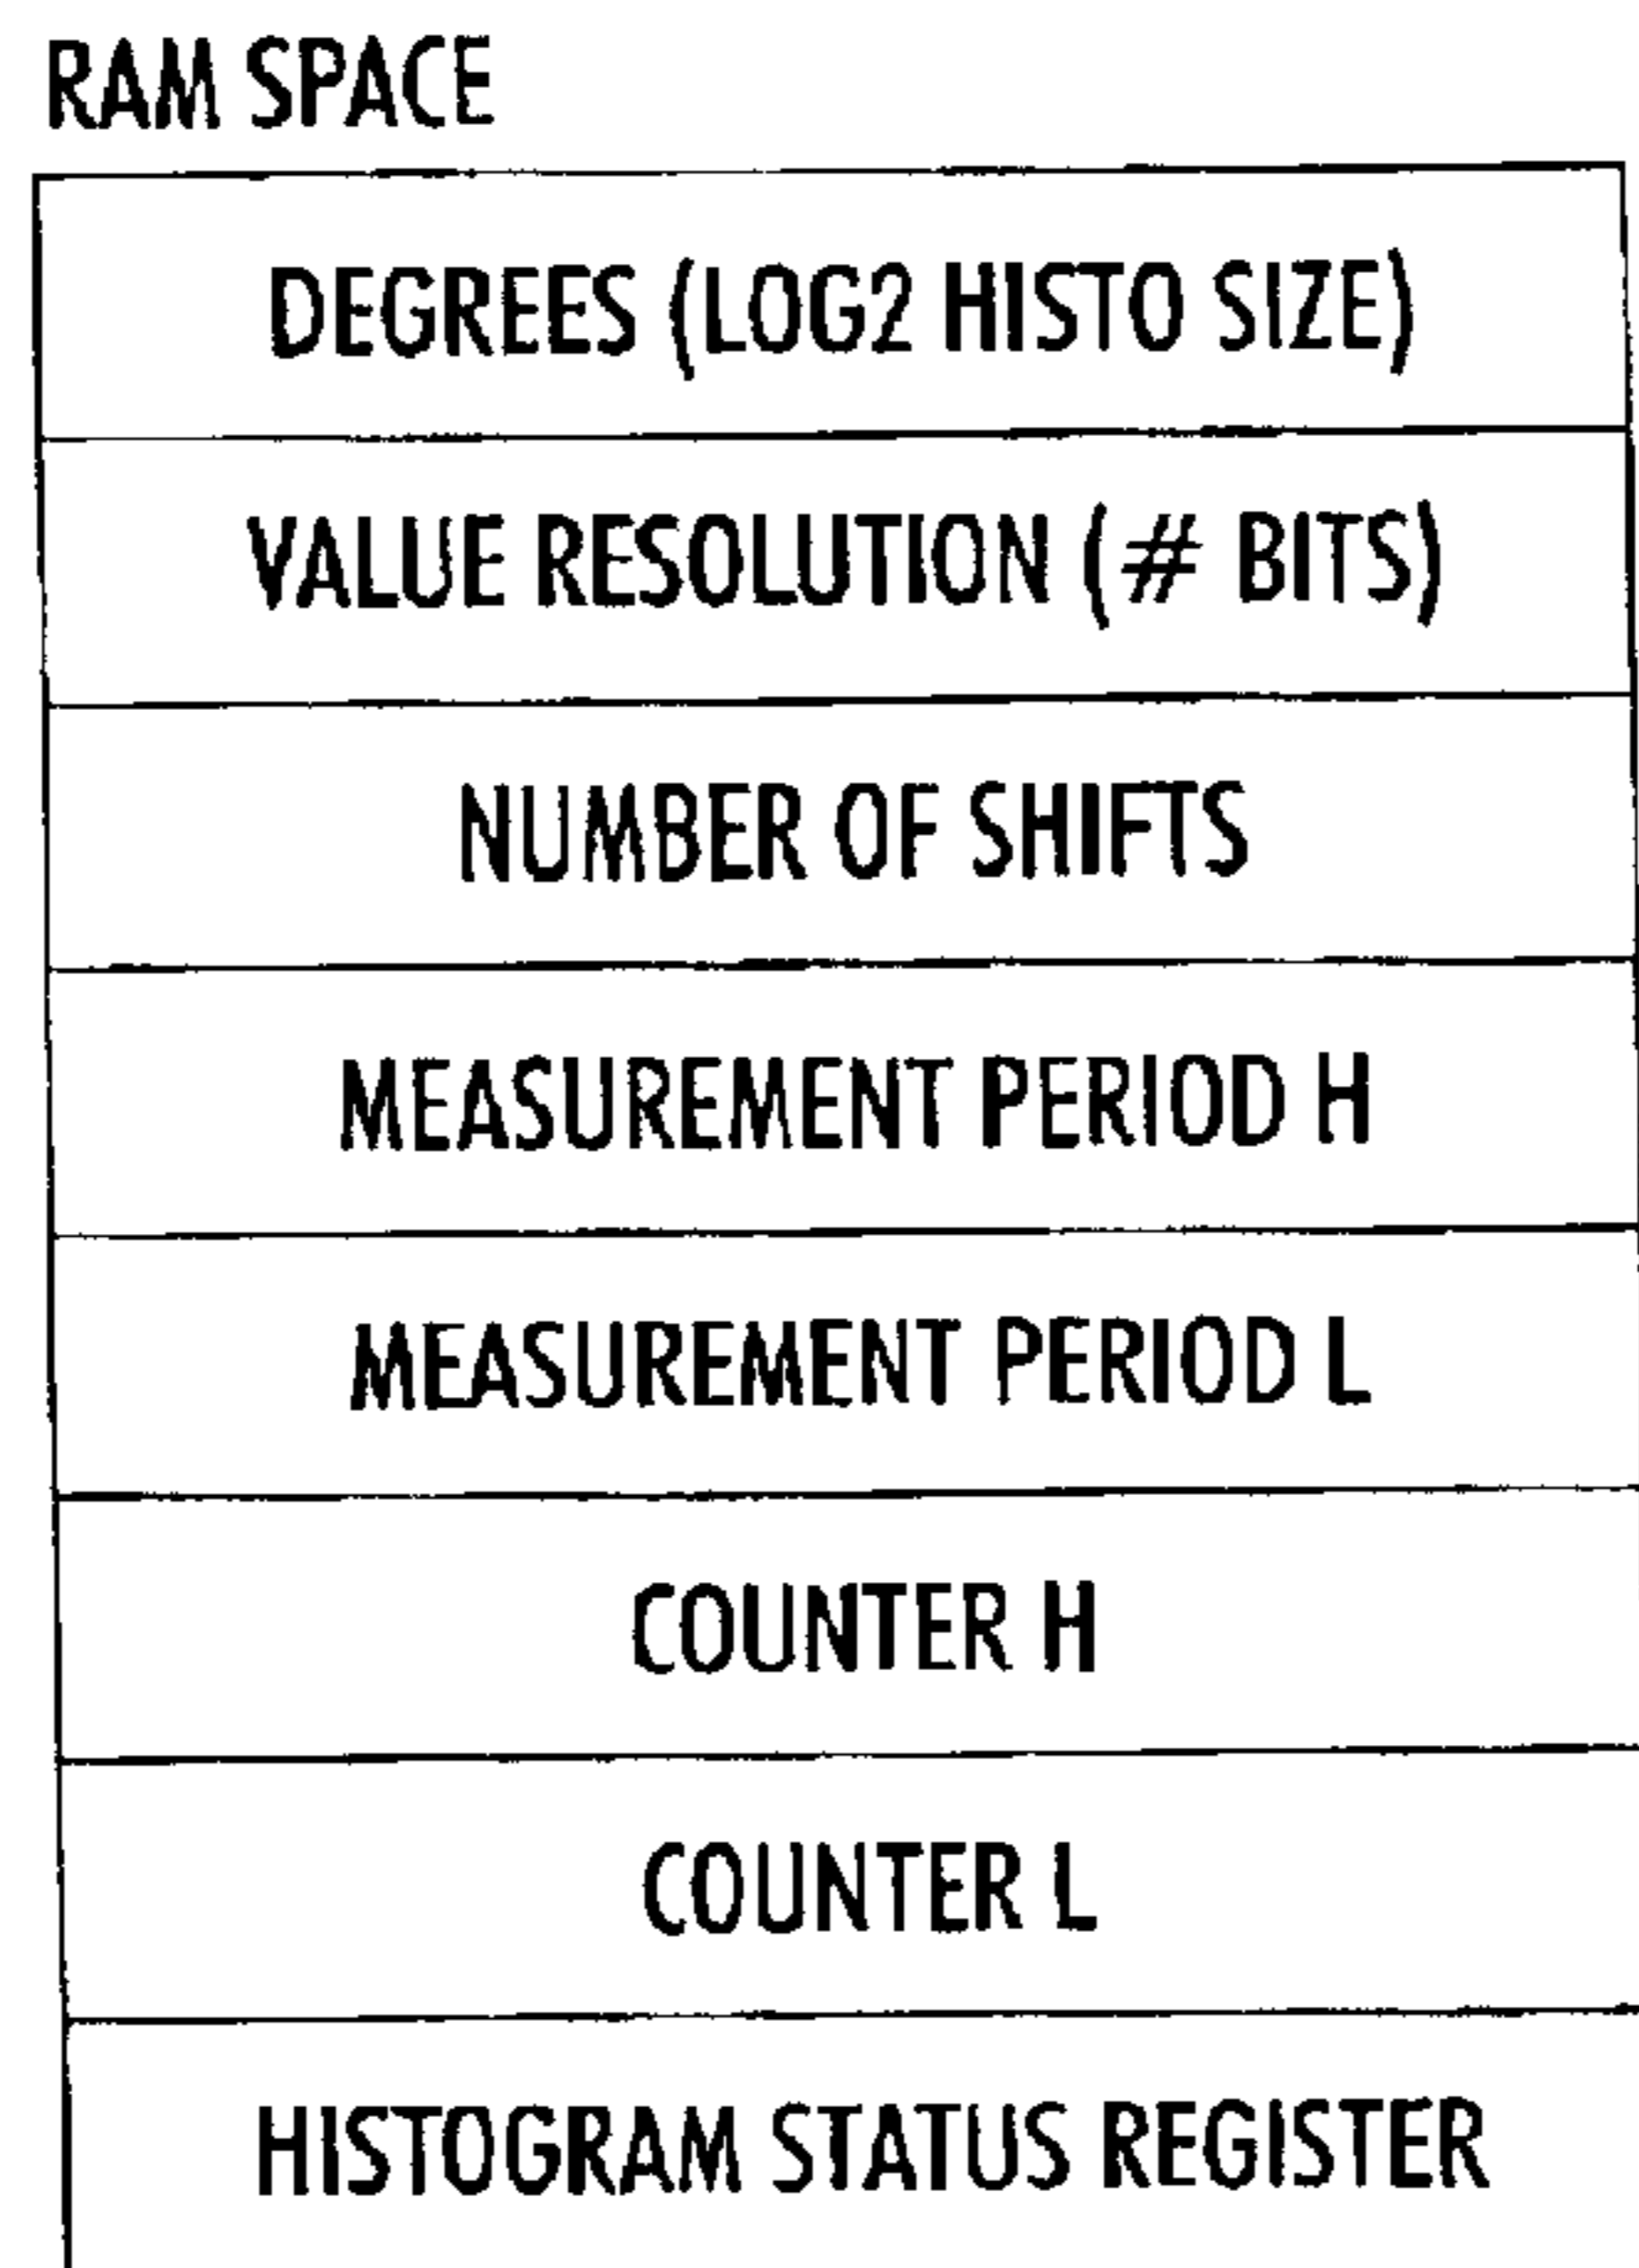 RAM SPACE
DEGREES (LOG2 HISTO SIZE)
VALUE RESOLUTION (# BITS)
NUMBER OF SHIFTS
MEASUREMENT PERIOD H
MEASUREMENT PERIOD L
COUNTER H
COUNTER L
HISTOGRAM STATUS REGISTER